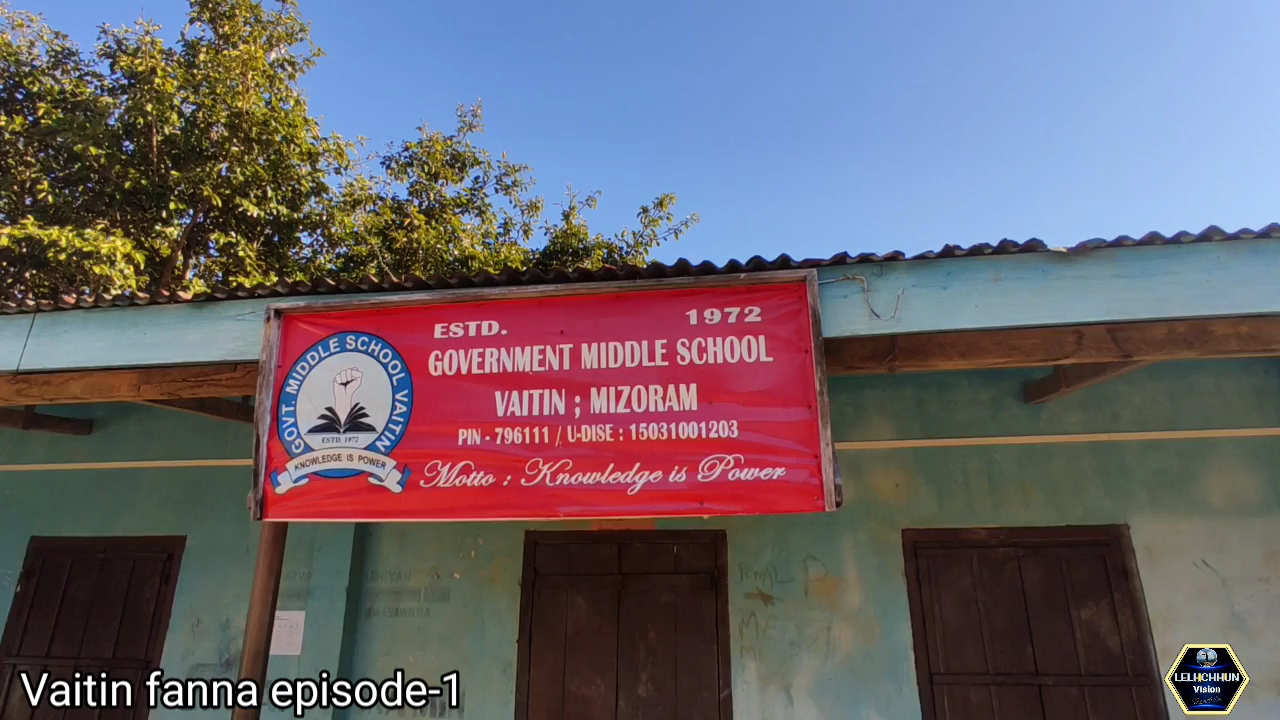 ESTD. 1972
GOVERNMENT MIDDLE SCHOOL
VAITIN ; MIZORAM
PIN - 796111 / U-DISE : 15031001203
Motto : Knowledge is Power
GOVT. MIDDLE SCHOOL VAITIN
ESTD. 1972
KNOWLEDGE IS POWER
Vaitin fanna episode-1
LELHCHHUN
Vision